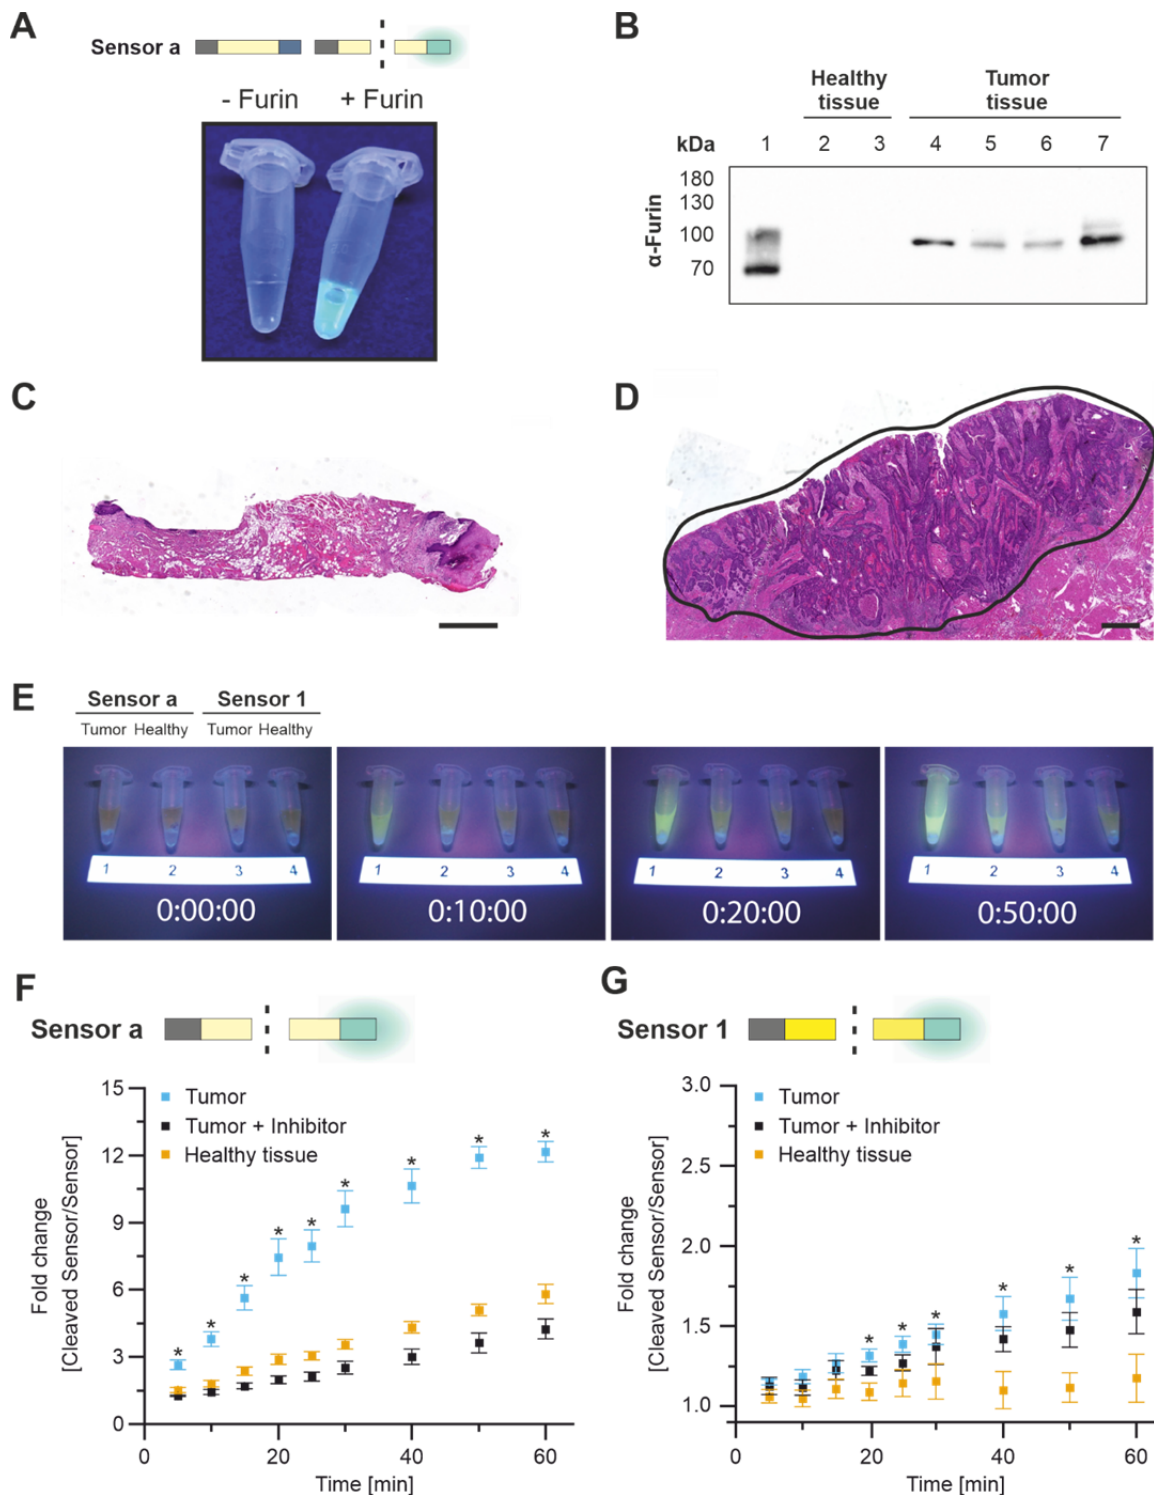 A
Sensor a
- Furin + Furin
B
Healthy tissue
Tumor tissue
kDa 1 2 3 4 5 6 7
180
130
100
70
α-Furin
C
D
E
Sensor a Sensor 1
Tumor Healthy Tumor Healthy
1 2 3 4
0:00:00
1 2 3 4
0:10:00
1 2 3 4
0:20:00
1 2 3 4
0:50:00
F
Sensor a
Tumor
Tumor + Inhibitor
Healthy tissue
* * * * * * * * *
15
12
9
6
3
0
0 20 40 60
Fold change
[Cleaved Sensor/Sensor]
Time [min]
G
Sensor 1
Tumor
Tumor + Inhibitor
Healthy tissue
* * * * * *
3.0
2.5
2.0
1.5
1.0
0 20 40 60
Fold change
[Cleaved Sensor/Sensor]
Time [min]